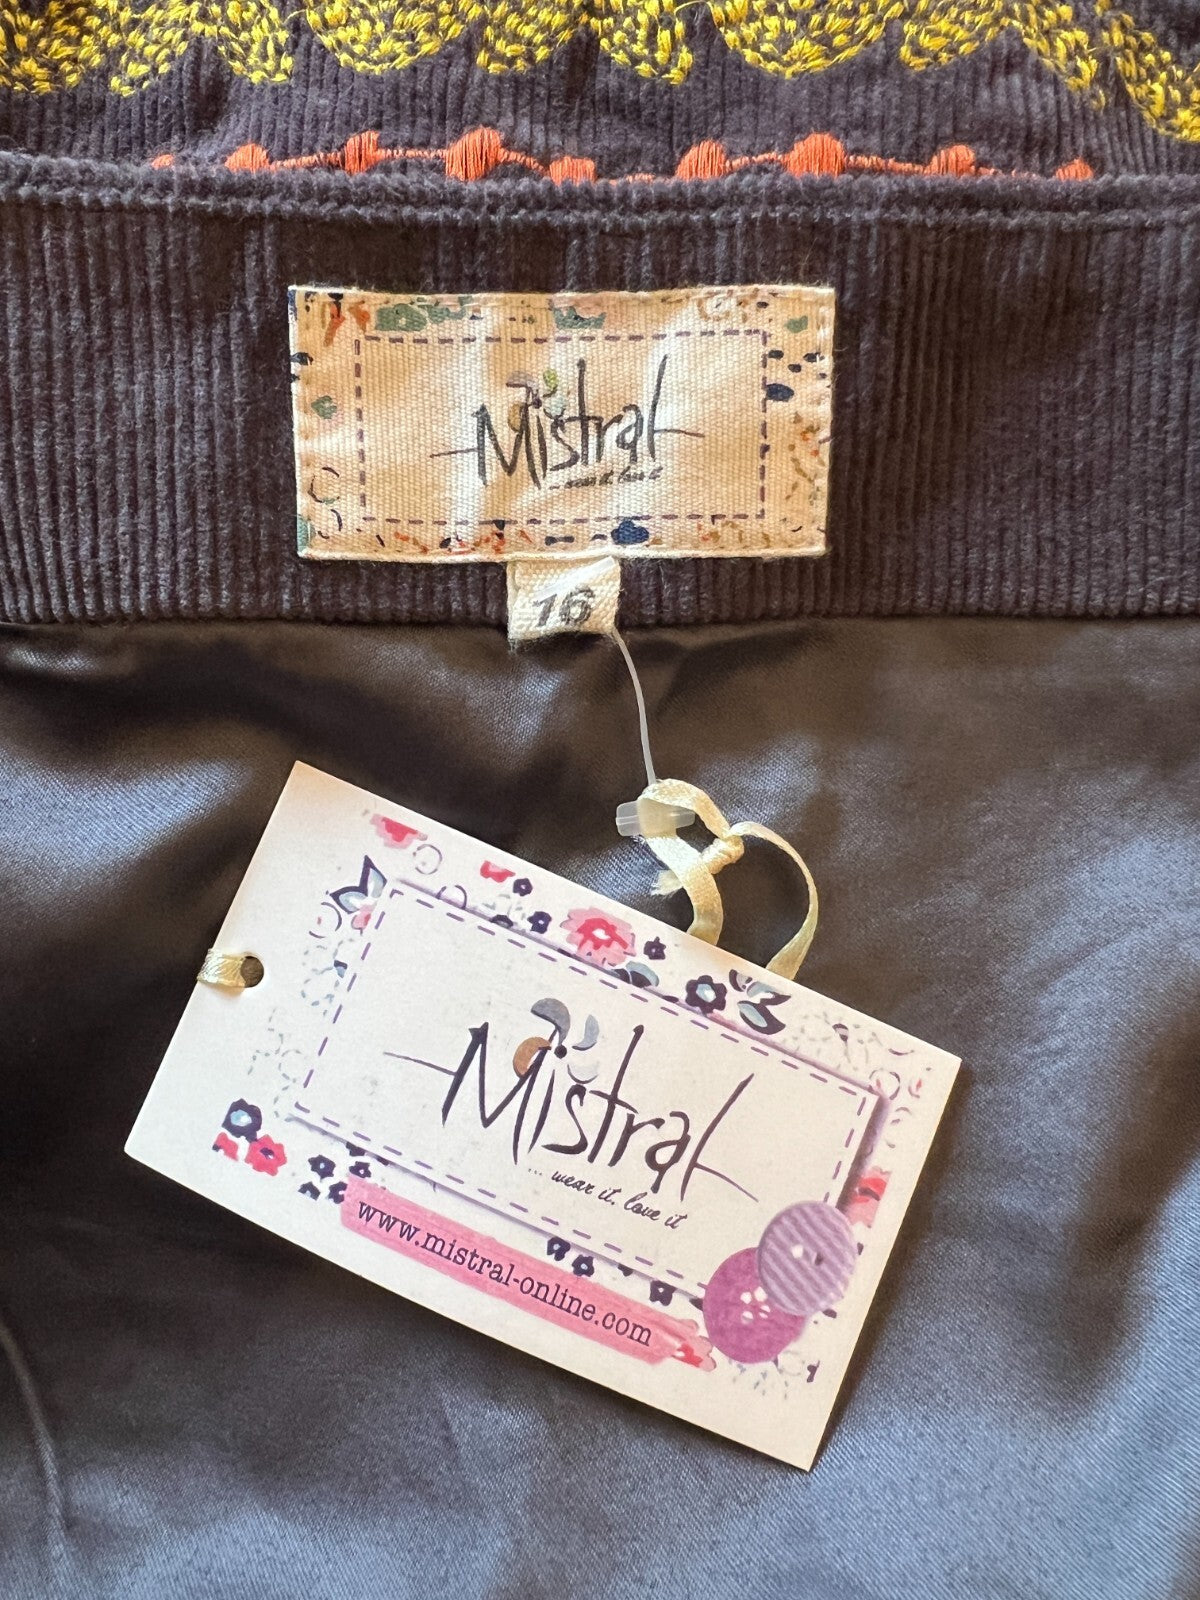 Mistral
... wear it, love it
16
Mistral
... wear it, love it
www.mistral-online.com